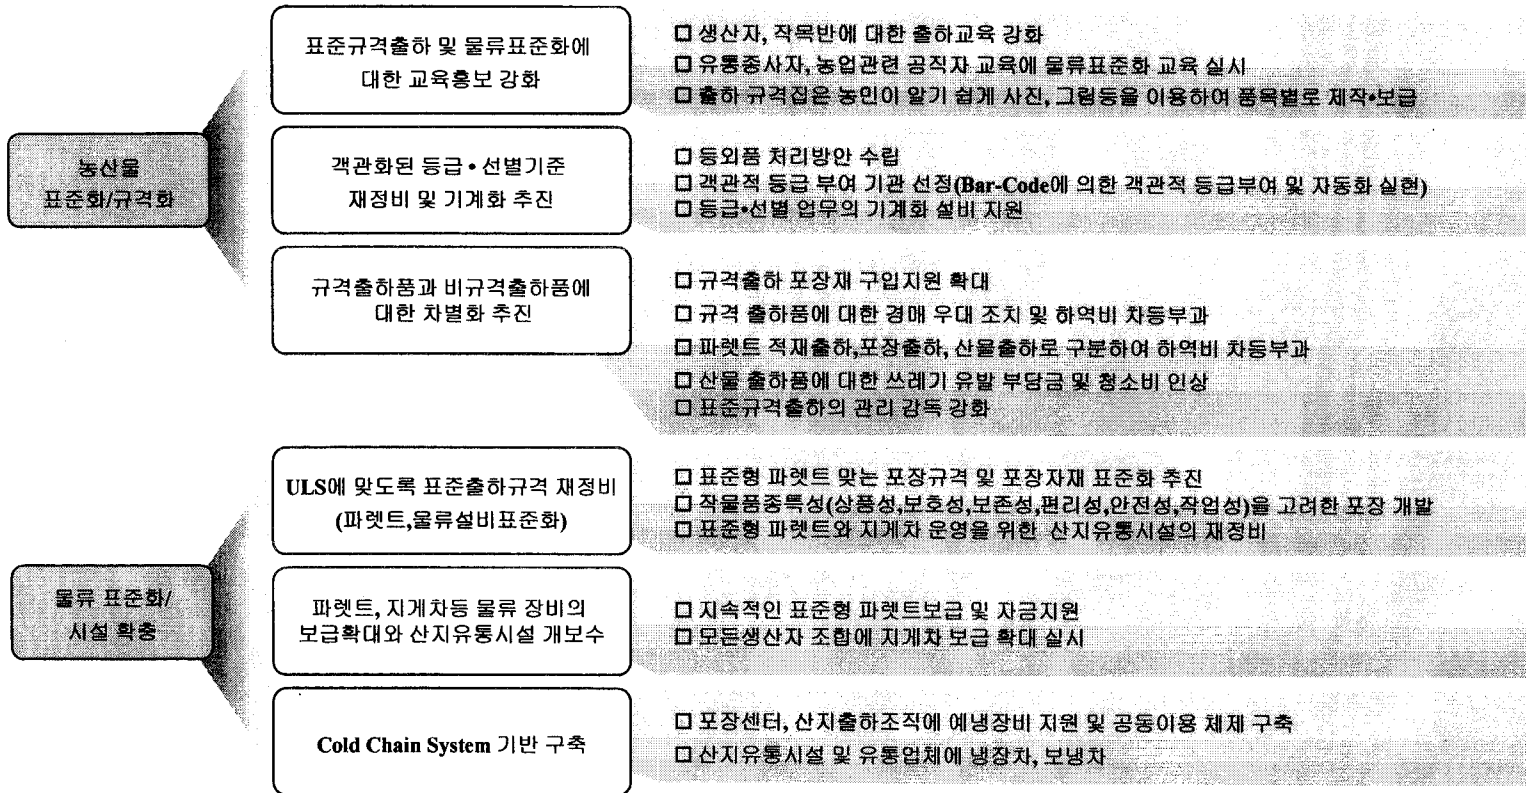 표준규격출하 및 물류표준화에
대한 교육홍보 강화
□ 생산자, 작목반에 대한 출하교육 강화
□ 유통종사자, 농업관련 공직자 교육에 물류표준화 교육 실시
□ 출하 규격집은 농민이 알기 쉽게 사진, 그림등을 이용하여 품목별로 제작•보급
농산물
표준화/규격화
객관화된 등급 • 선별기준
재정비 및 기계화 추진
□ 등외품 처리방안 수립
□ 객관적 등급 부여 기관 선정(Bar-Code에 의한 객관적 등급부여 및 자동화 실현)
□ 등급•선별 업무의 기계화 설비 지원
규격출하품과 비규격출하품에
대한 차별화 추진
□ 규격출하 포장재 구입지원 확대
□ 규격 출하품에 대한 경매 우대 조치 및 하역비 차등부과
□ 파렛트 적재출하,포장출하, 산물출하로 구분하여 하역비 차등부과
□ 산물 출하품에 대한 쓰레기 유발 부담금 및 청소비 인상
□ 표준규격출하의 관리 감독 강화
ULS에 맞도록 표준출하규격 재정비
(파렛트,물류설비표준화)
□ 표준형 파렛트 맞는 포장규격 및 포장자재 표준화 추진
□ 작물품종특성(상품성,보호성,보존성,편리성,안전성,작업성)을 고려한 포장 개발
□ 표준형 파렛트와 지게차 운영을 위한 산지유통시설의 재정비
물류 표준화/
시설 확충
파렛트, 지게차등 물류 장비의
보급확대와 산지유통시설 개보수
□ 지속적인 표준형 파렛트보급 및 자금지원
□ 모든생산자 조합에 지게차 보급 확대 실시
Cold Chain System 기반 구축
□ 포장센터, 산지출하조직에 예냉장비 지원 및 공동이용 체제 구축
□ 산지유통시설 및 유통업체에 냉장차, 보냉차